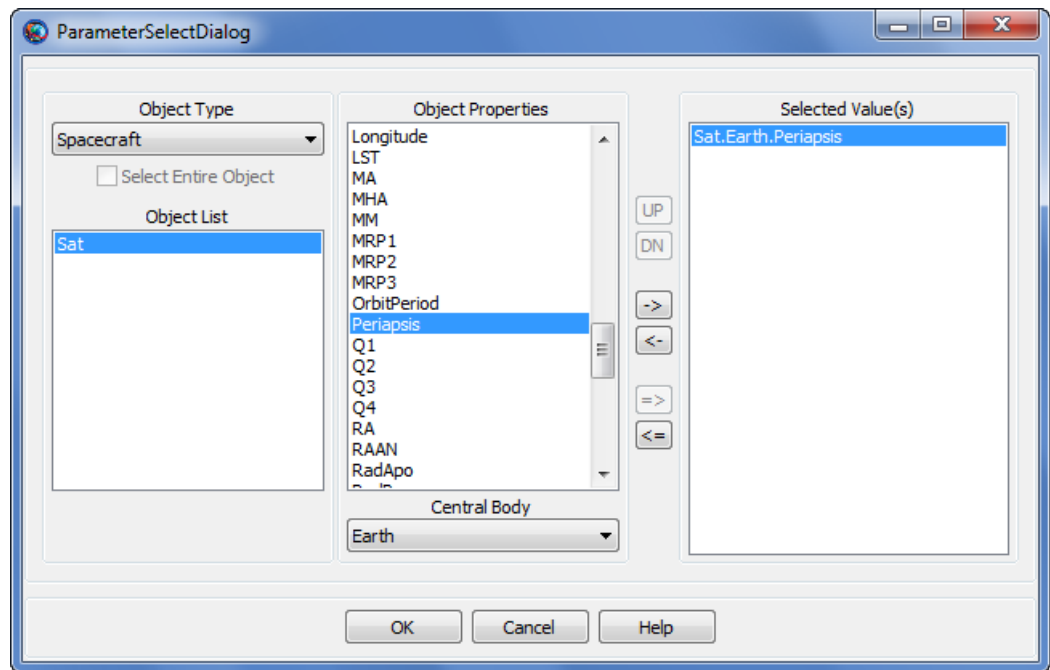 ParameterSelectDialog
Object Type
Spacecraft
Select Entire Object
Object List
Sat
Object Properties
Longitude
LST
MA
MHA
MM
MRP1
MRP2
MRP3
OrbitPeriod
Periapsis
Q1
Q2
Q3
Q4
RA
RAAN
RadApo
Central Body
Earth
UP
DN
->
<-
=>
<=
Selected Value(s)
Sat.Earth.Periapsis
OK
Cancel
Help